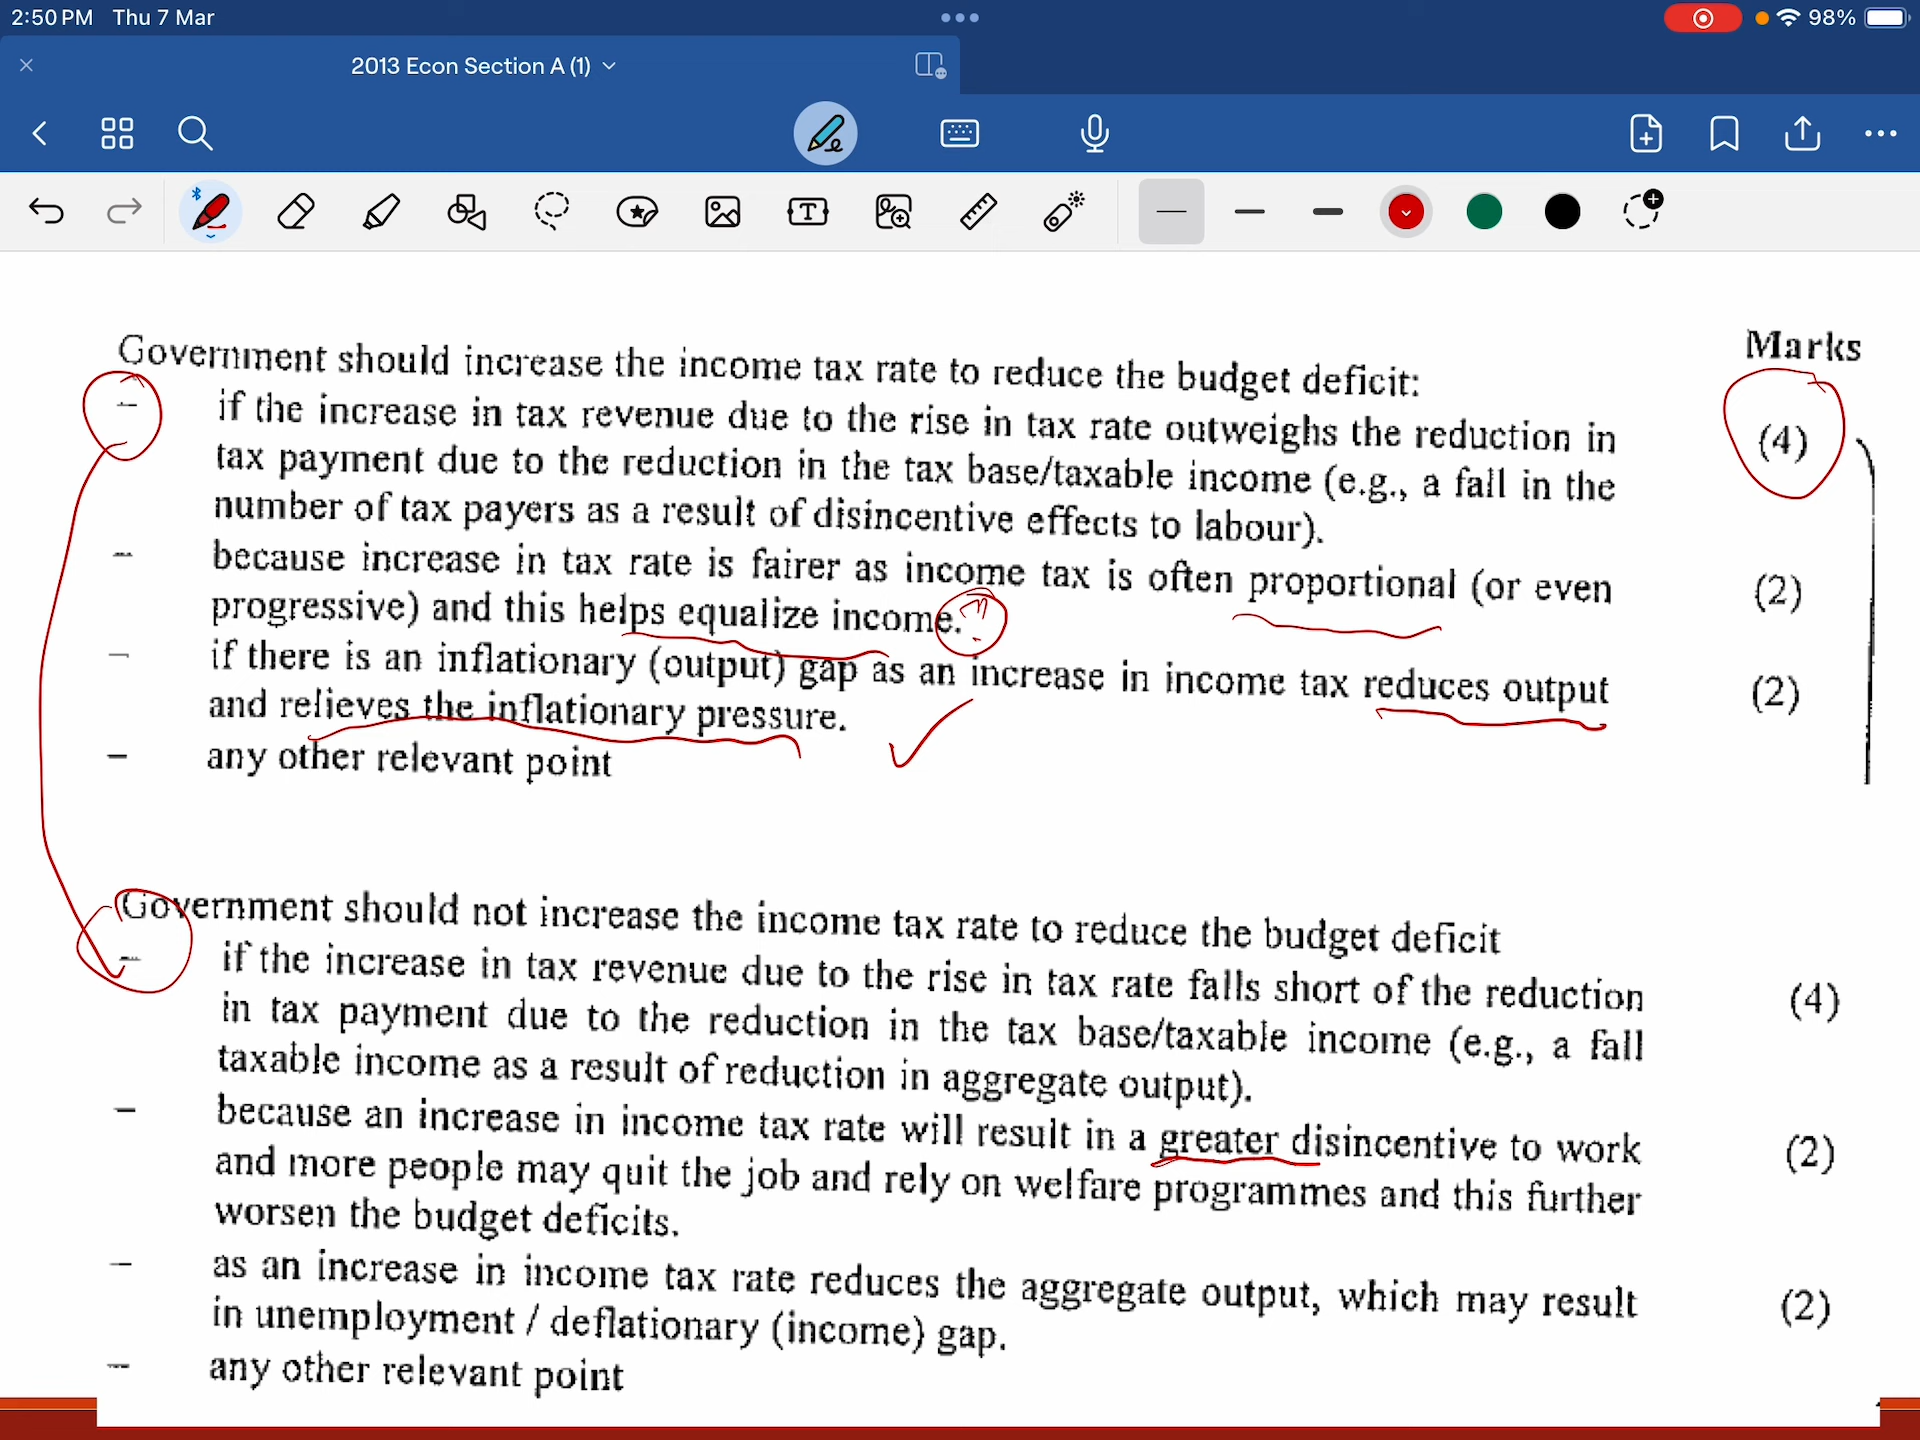 2:50 PM Thu 7 Mar
98%
2013 Econ Section A (1)
Marks
Government should increase the income tax rate to reduce the budget deficit:
– if the increase in tax revenue due to the rise in tax rate outweighs the reduction in (4)
tax payment due to the reduction in the tax base/taxable income (e.g., a fall in the
number of tax payers as a result of disincentive effects to labour).
– because increase in tax rate is fairer as income tax is often proportional (or even (2)
progressive) and this helps equalize income.
– if there is an inflationary (output) gap as an increase in income tax reduces output (2)
and relieves the inflationary pressure.
– any other relevant point
Government should not increase the income tax rate to reduce the budget deficit
– if the increase in tax revenue due to the rise in tax rate falls short of the reduction (4)
in tax payment due to the reduction in the tax base/taxable income (e.g., a fall
taxable income as a result of reduction in aggregate output).
– because an increase in income tax rate will result in a greater disincentive to work (2)
and more people may quit the job and rely on welfare programmes and this further
worsen the budget deficits.
– as an increase in income tax rate reduces the aggregate output, which may result (2)
in unemployment / deflationary (income) gap.
– any other relevant point